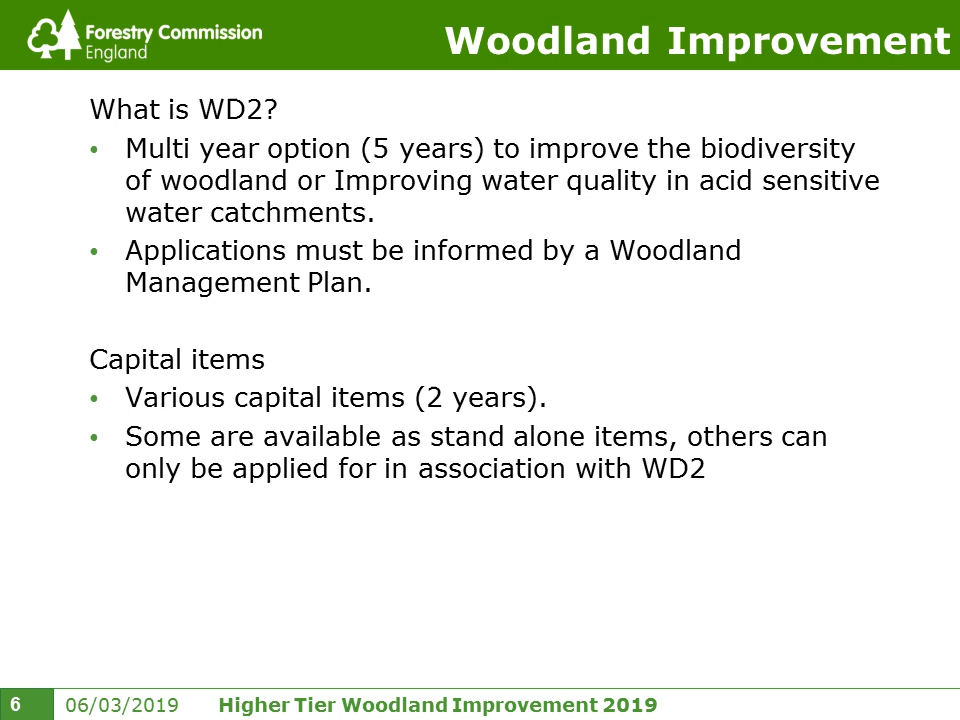 Forestry Commission
England
Woodland Improvement
What is WD2?
• Multi year option (5 years) to improve the biodiversity
of woodland or Improving water quality in acid sensitive
water catchments.
• Applications must be informed by a Woodland
Management Plan.
Capital items
• Various capital items (2 years).
• Some are available as stand alone items, others can
only be applied for in association with WD2
6 06/03/2019 Higher Tier Woodland Improvement 2019